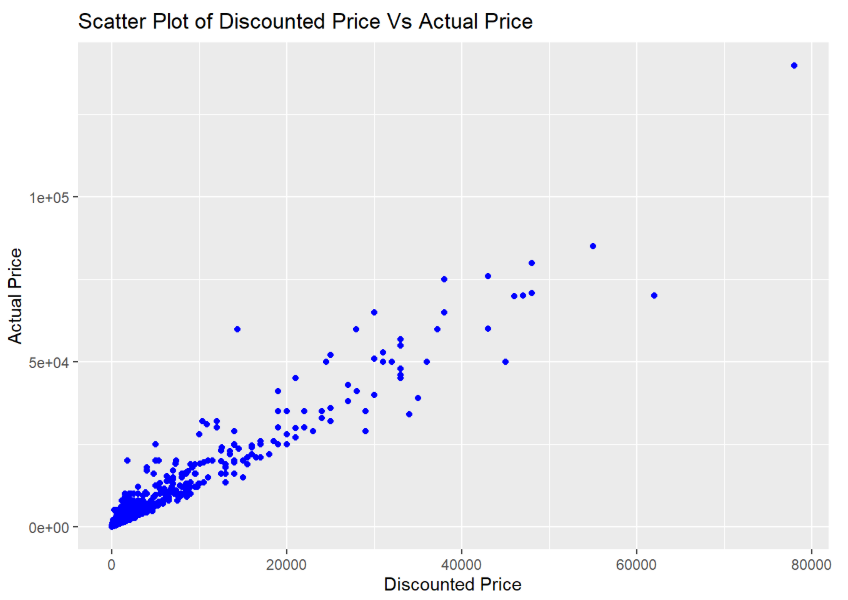 Scatter Plot of Discounted Price Vs Actual Price
Actual Price
1e+05
5e+04
0e+00
0 20000 40000 60000 80000
Discounted Price